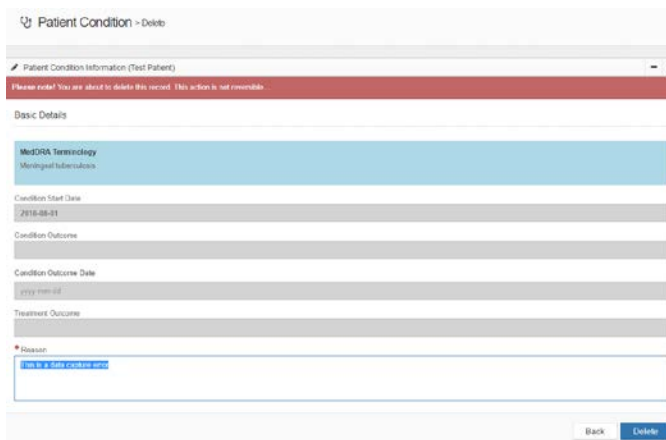 Patient Condition > Delete
Patient Condition Information (Test Patient)
Please note! You are about to delete this record. This action is not reversible...
Basic Details
MedDRA Terminology
Meningeal tuberculosis
Condition Start Date
2016-08-01
Condition Outcome
Condition Outcome Date
yyyy-mm-dd
Treatment Outcome
* Reason
This is a data capture error
Back
Delete